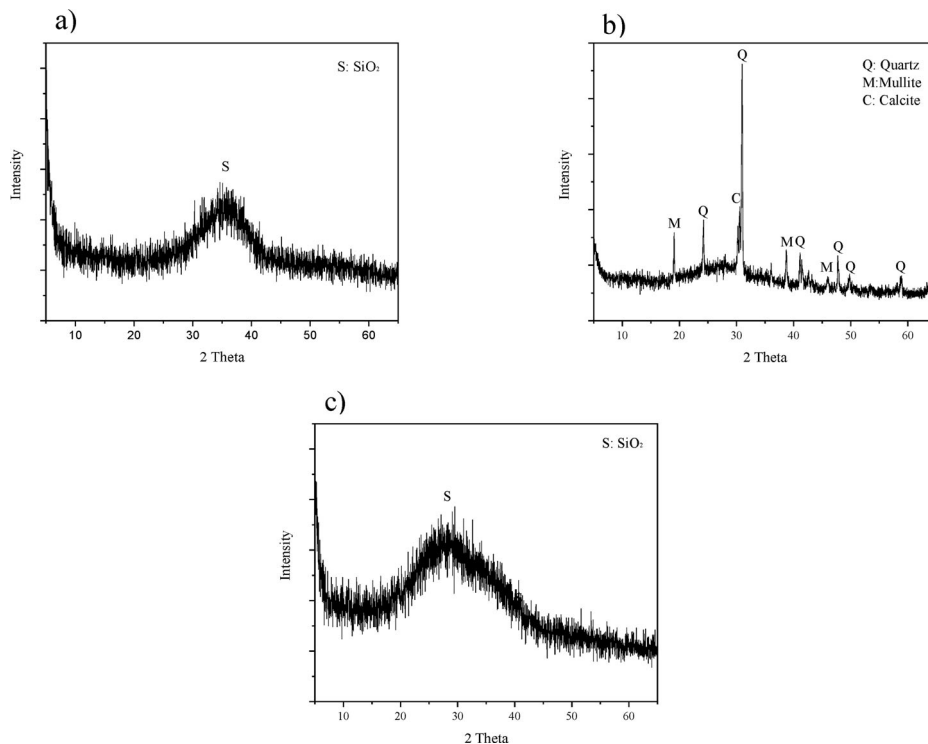 a)
S: SiO₂
S
Intensity
10 20 30 40 50 60
2 Theta
b)
Q: Quartz
M:Mullite
C: Calcite
Q
C
M
Q
M
Q
M
Q
Q
Q
Intensity
10 20 30 40 50 60
2 Theta
c)
S: SiO₂
S
Intensity
10 20 30 40 50 60
2 Theta